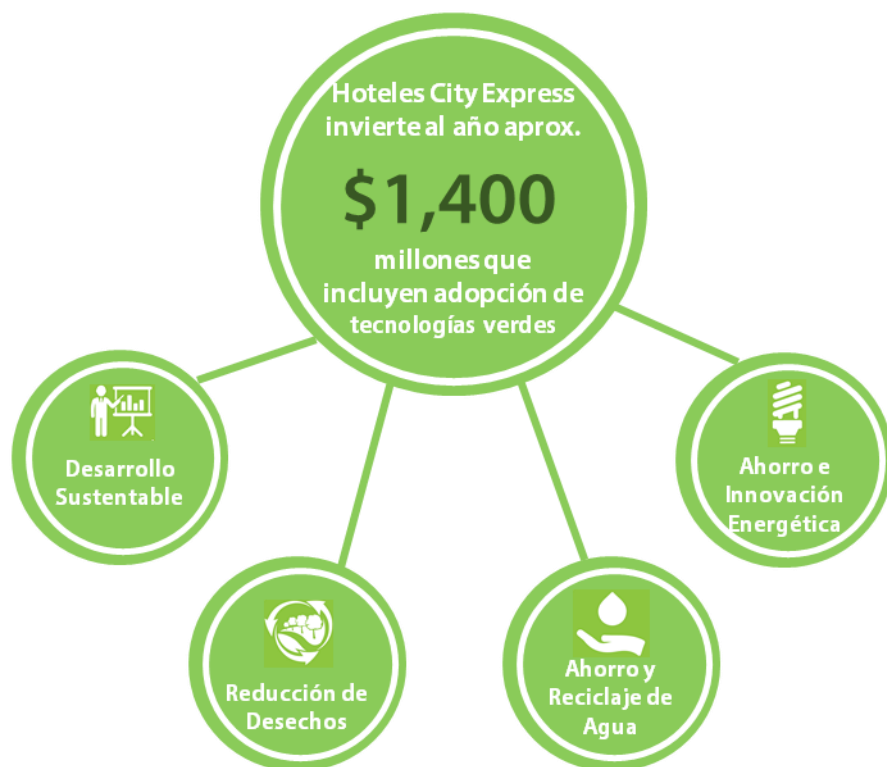 Hoteles City Express
invierte al año aprox.
$1,400
millones que
incluyen adopción de
tecnologías verdes
Desarrollo
Sustentable
Ahorro e
Innovación
Energética
Reducción de
Desechos
Ahorro y
Reciclaje de
Agua